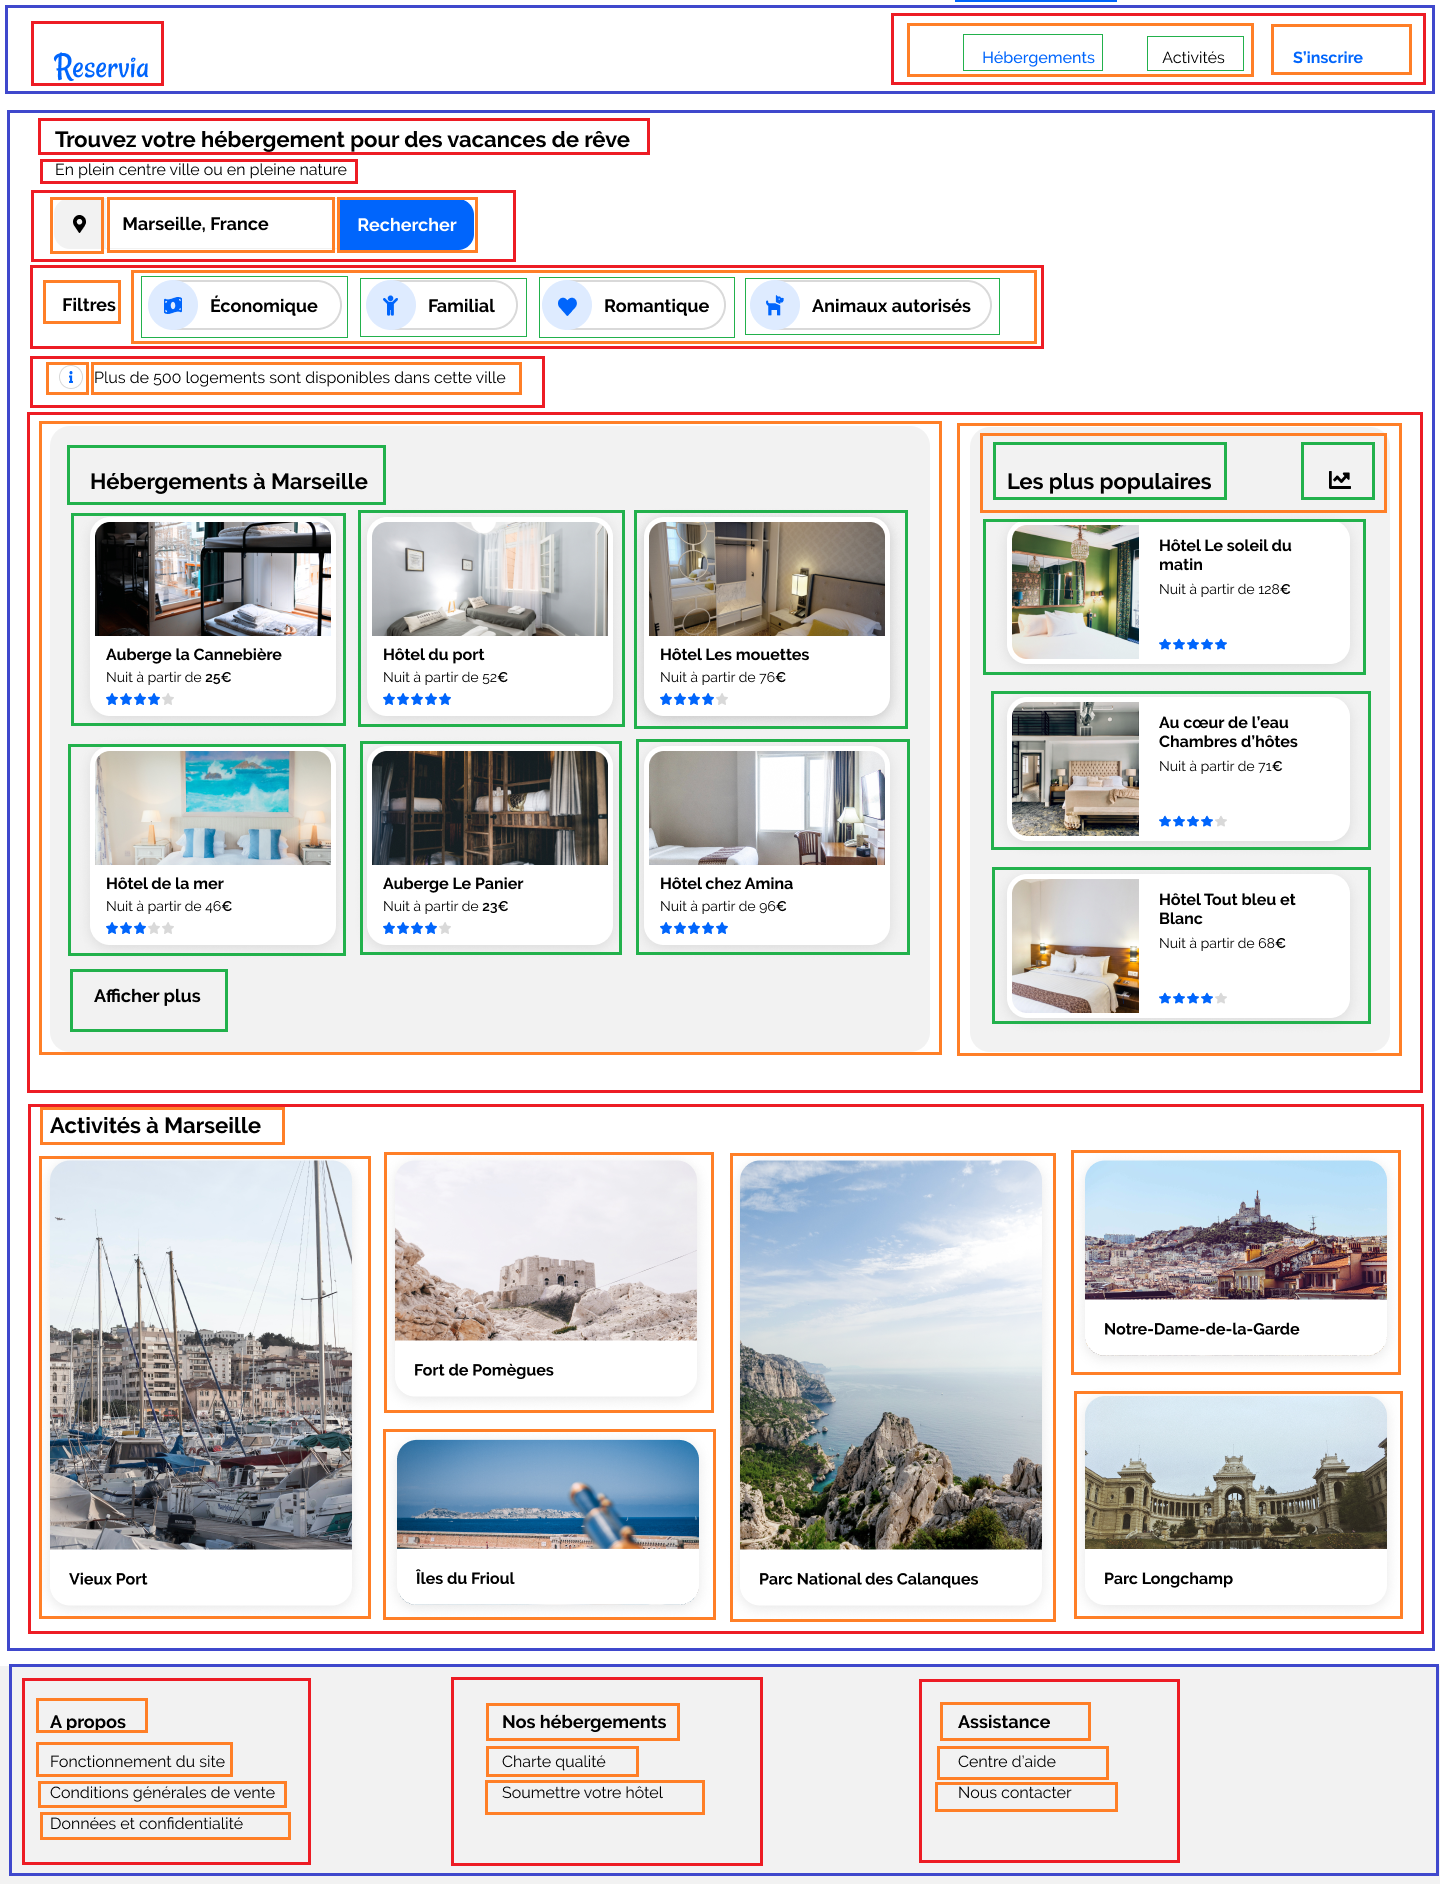 Reservia
Hébergements
Activités
S'inscrire
Trouvez votre hébergement pour des vacances de rêve
En plein centre ville ou en pleine nature
Marseille, France
Rechercher
Filtres
Économique
Familial
Romantique
Animaux autorisés
Plus de 500 logements sont disponibles dans cette ville
Hébergements à Marseille
Auberge la Cannebière
Nuit à partir de 25€
Hôtel du port
Nuit à partir de 52€
Hôtel Les mouettes
Nuit à partir de 76€
Hôtel de la mer
Nuit à partir de 46€
Auberge Le Panier
Nuit à partir de 23€
Hôtel chez Amina
Nuit à partir de 96€
Afficher plus
Les plus populaires
Hôtel Le soleil du
matin
Nuit à partir de 128€
Au cœur de l'eau
Chambres d'hôtes
Nuit à partir de 71€
Hôtel Tout bleu et
Blanc
Nuit à partir de 68€
Activités à Marseille
Vieux Port
Fort de Pomègues
Îles du Frioul
Parc National des Calanques
Notre-Dame-de-la-Garde
Parc Longchamp
A propos
Fonctionnement du site
Conditions générales de vente
Données et confidentialité
Nos hébergements
Charte qualité
Soumettre votre hôtel
Assistance
Centre d'aide
Nous contacter